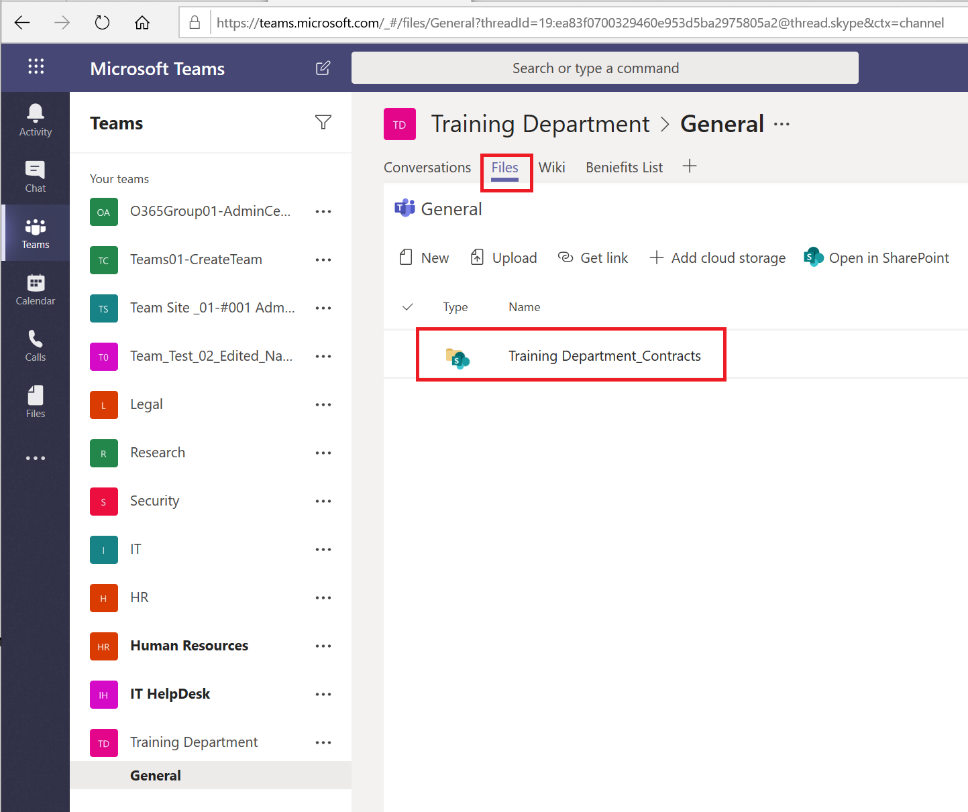 https://teams.microsoft.com/_#/files/General?threadId=19:ea83f0700329460e953d5ba2975805a2@thread.skype&ctx=channel
Microsoft Teams
Search or type a command
Activity
Chat
Teams
Calendar
Calls
Files
Teams
Your teams
OA O365Group01-AdminCe...
TC Teams01-CreateTeam
TS Team Site _01-#001 Adm...
T0 Team_Test_02_Edited_Na...
L Legal
R Research
S Security
I IT
H HR
HR Human Resources
IH IT HelpDesk
TD Training Department
General
TD Training Department > General ...
Conversations Files Wiki Benifits List +
General
New Upload Get link + Add cloud storage S Open in SharePoint
Type Name
S Training Department_Contracts